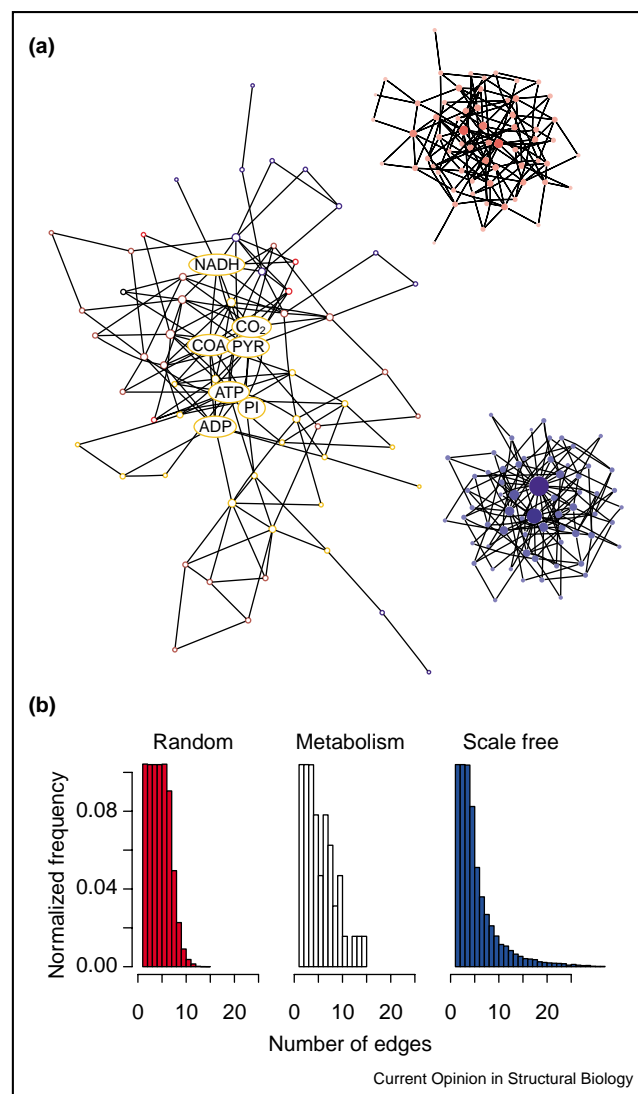 (a)
NADH
CO₂
COA PYR
ATP
PI
ADP
(b)
Random Metabolism Scale free
Normalized frequency
0.08
0.04
0.00
0 10 20 0 10 20 0 10 20
Number of edges
Current Opinion in Structural Biology